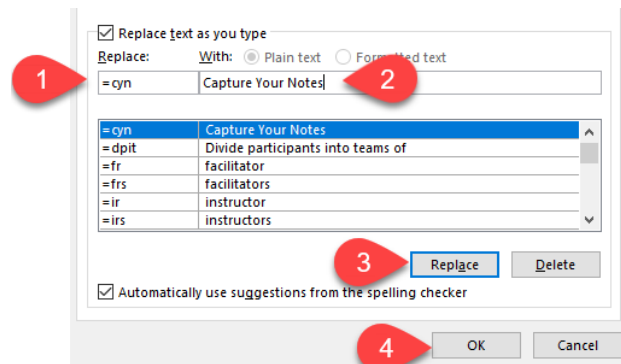 Replace text as you type
Replace: With: Plain text Formatted text
1 =cyn Capture Your Notes 2
=cyn Capture Your Notes
=dpit Divide participants into teams of
=fr facilitator
=frs facilitators
=ir instructor
=irs instructors
3 Replace Delete
Automatically use suggestions from the spelling checker
4 OK Cancel